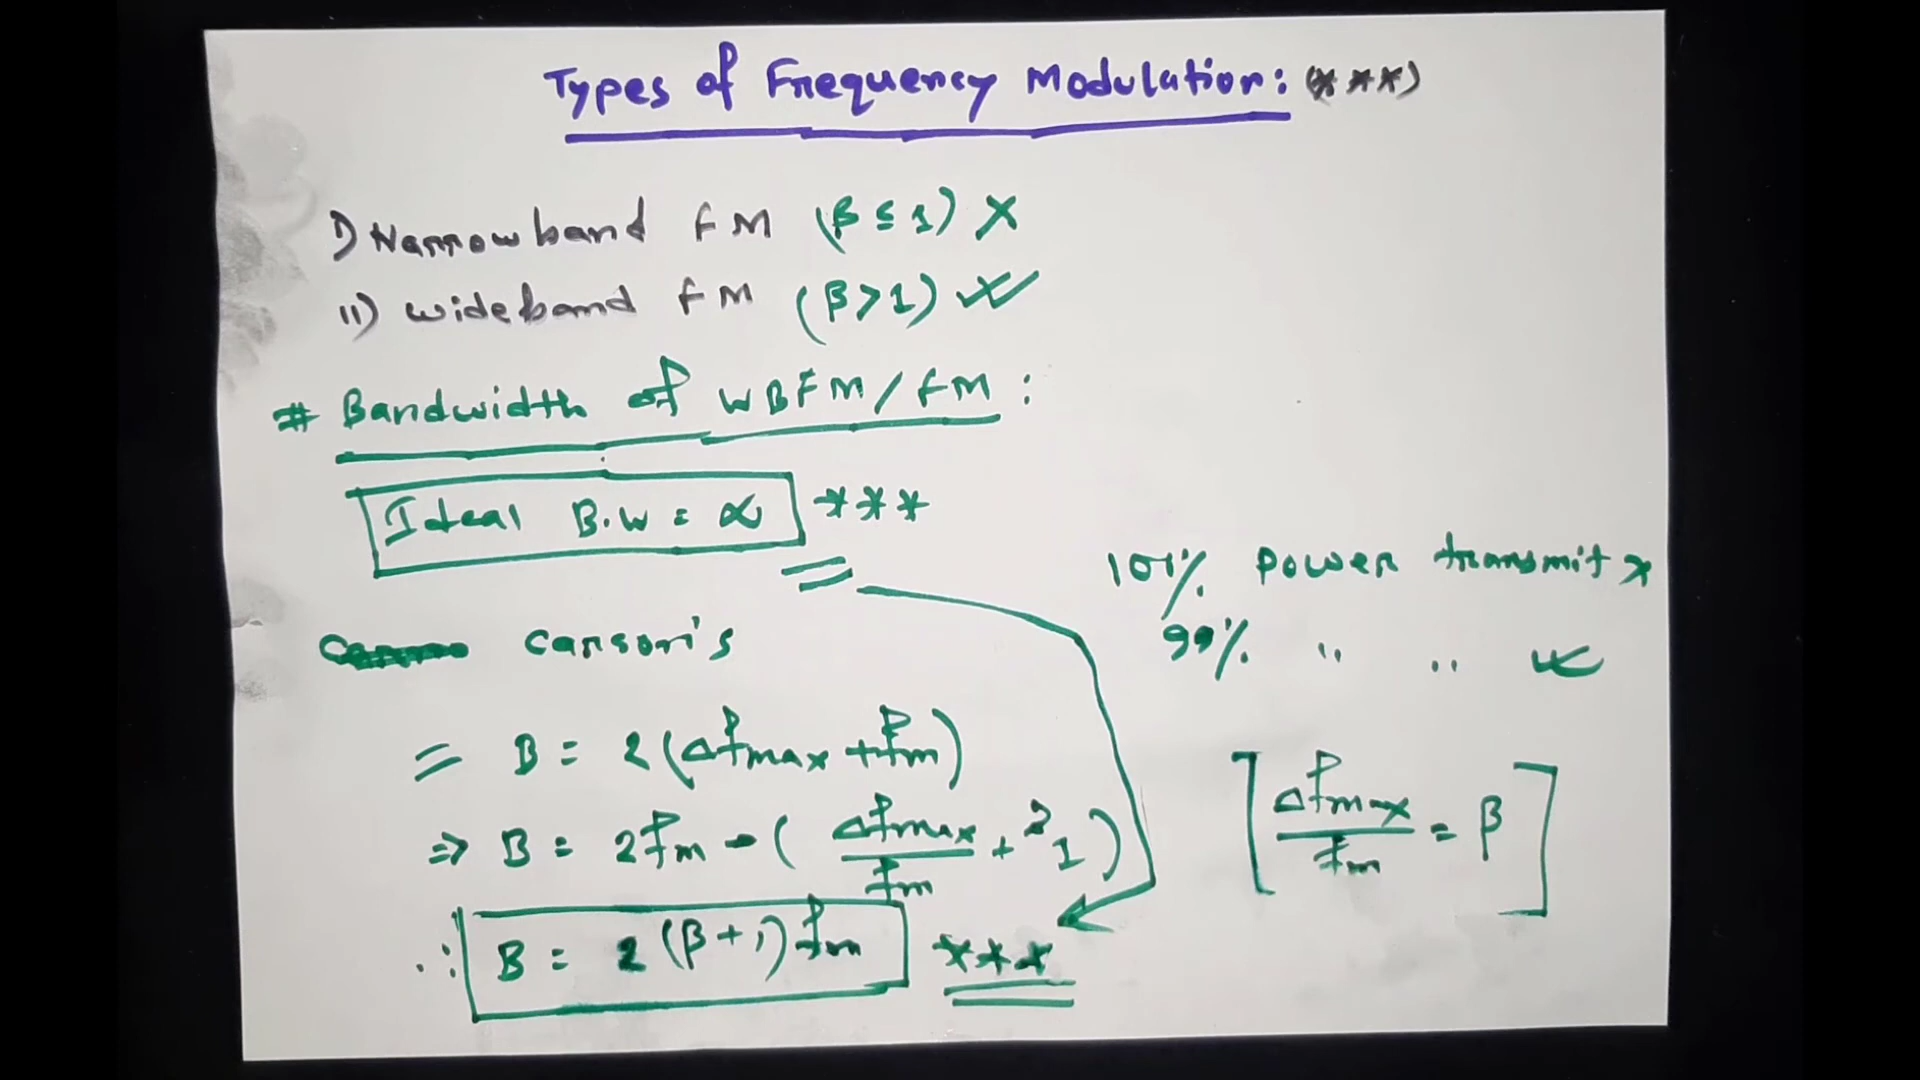 Types of Frequency Modulation: (***)
i) Narrowband FM (β ≤ 1) ×
ii) wideband FM (β > 1) ✓
# Bandwidth of WBFM / FM :
Ideal B.W = ∝ ***
100% power transmit ×
99% " " ✓
Carson's
= B = 2 (Δfmax + fm)
⇒ B = 2fm - ( Δfmax / fm + 1 )
[ Δfmax / fm = β ]
∴ B = 2 (β + 1) fm ***